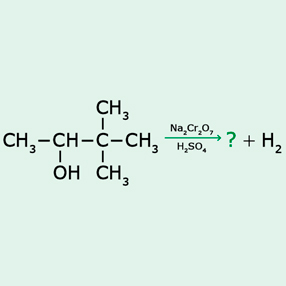 CH₃
CH₃–CH–C–CH₃ Na₂Cr₂O₇ H₂SO₄ ? + H₂
OH CH₃